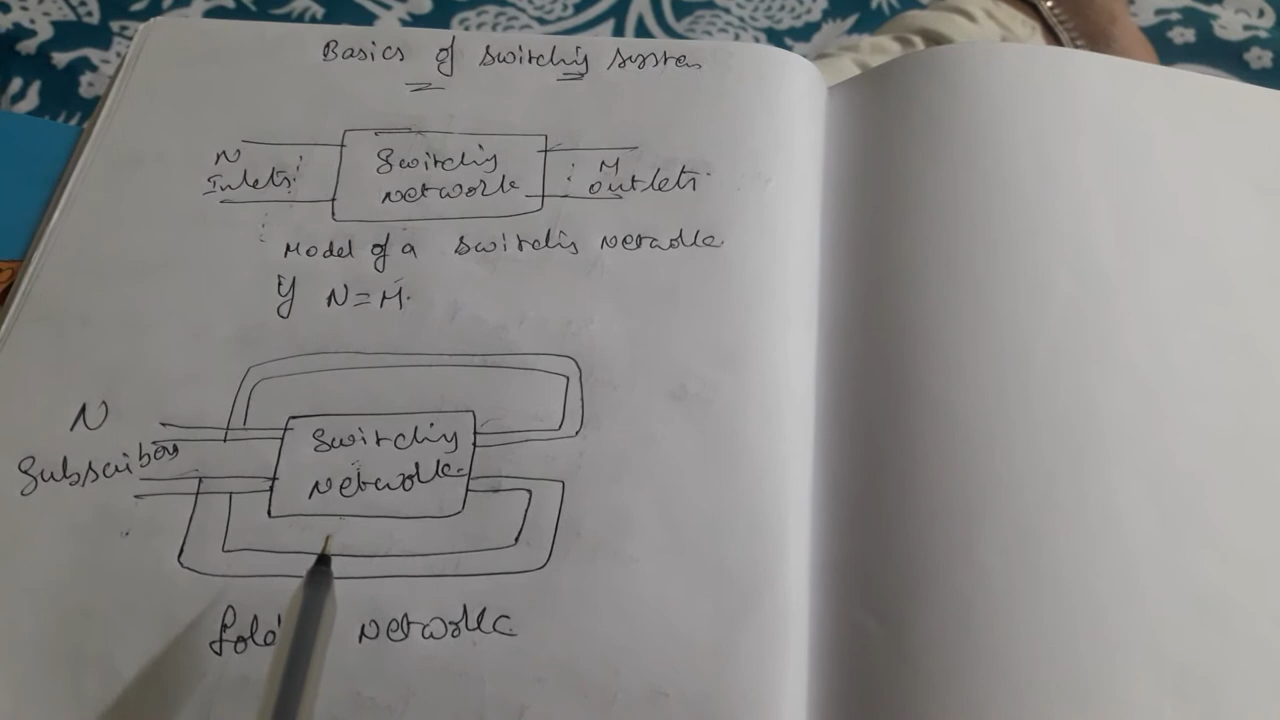 Basics of switching system
N
Inlets
Switching
network
M
outlets
Model of a switching network
If N=M.
N
Subscribers
Switching
network
network